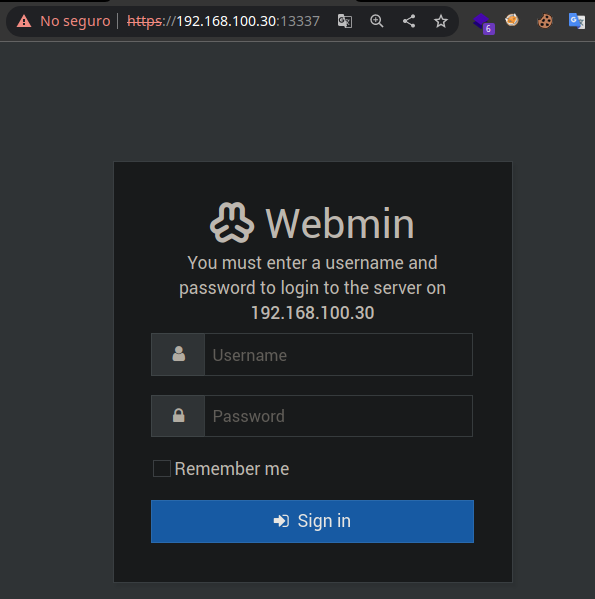 No seguro
https://192.168.100.30:13337
6
Webmin
You must enter a username and
password to login to the server on
192.168.100.30
Username
Password
Remember me
Sign in